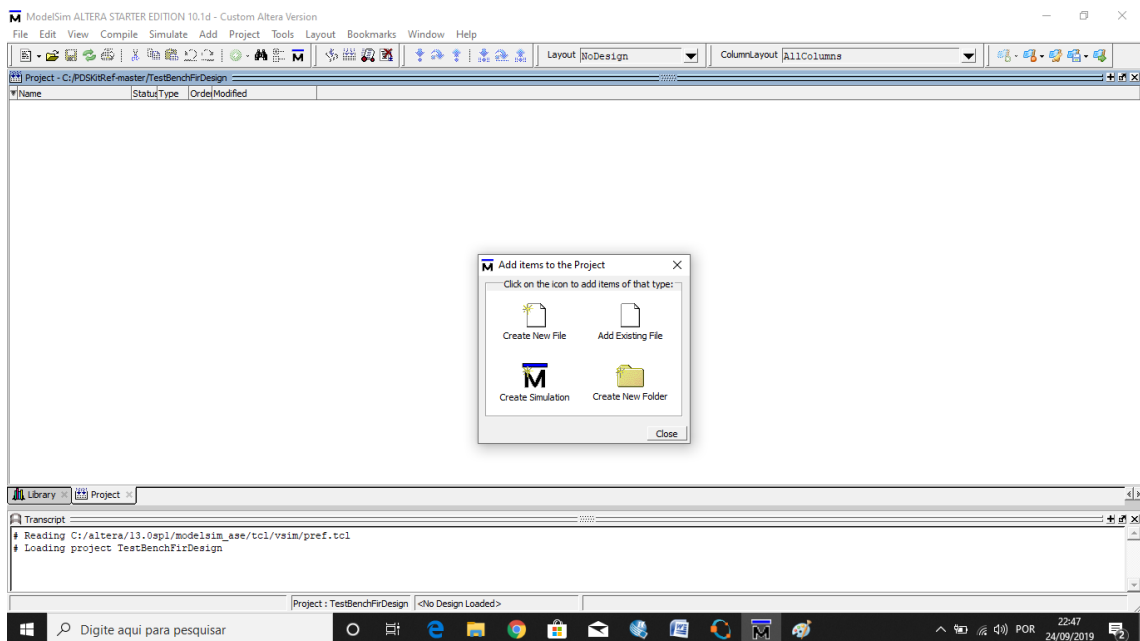 ModelSim ALTERA STARTER EDITION 10.1d - Custom Altera Version
File Edit View Compile Simulate Add Project Tools Layout Bookmarks Window Help
Layout NoDesign ColumnLayout AllColumns
Project - C:/PDSKitRef-master/TestBenchFirDesign
Name Status Type Order Modified
Add items to the Project
Click on the icon to add items of that type:
Create New File Add Existing File
Create Simulation Create New Folder
Close
Library Project
Transcript
# Reading C:/altera/13.0sp1/modelsim_ase/tcl/vsim/pref.tcl
# Loading project TestBenchFirDesign
Project : TestBenchFirDesign <No Design Loaded>
Digite aqui para pesquisar
POR
22:47
24/09/2019